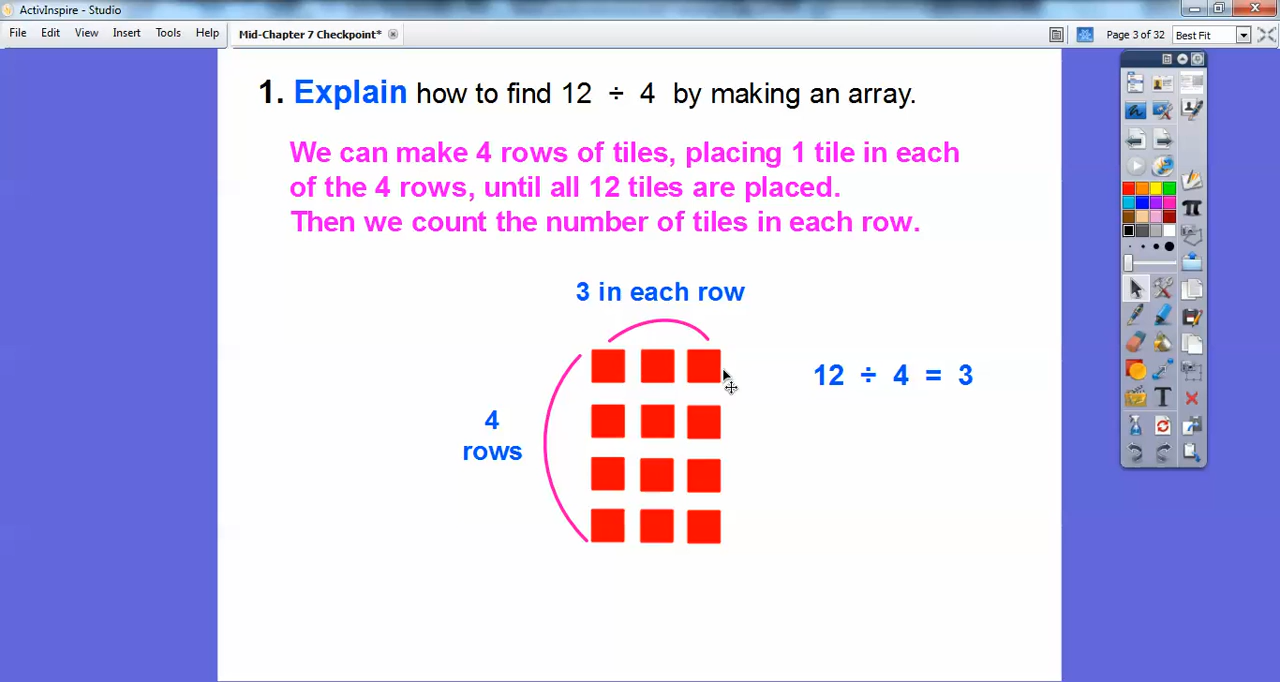 ActivInspire - Studio
File Edit View Insert Tools Help
Mid-Chapter 7 Checkpoint*
Page 3 of 32
Best Fit
1. Explain how to find 12 ÷ 4 by making an array.
We can make 4 rows of tiles, placing 1 tile in each
of the 4 rows, until all 12 tiles are placed.
Then we count the number of tiles in each row.
3 in each row
4
rows
12 ÷ 4 = 3